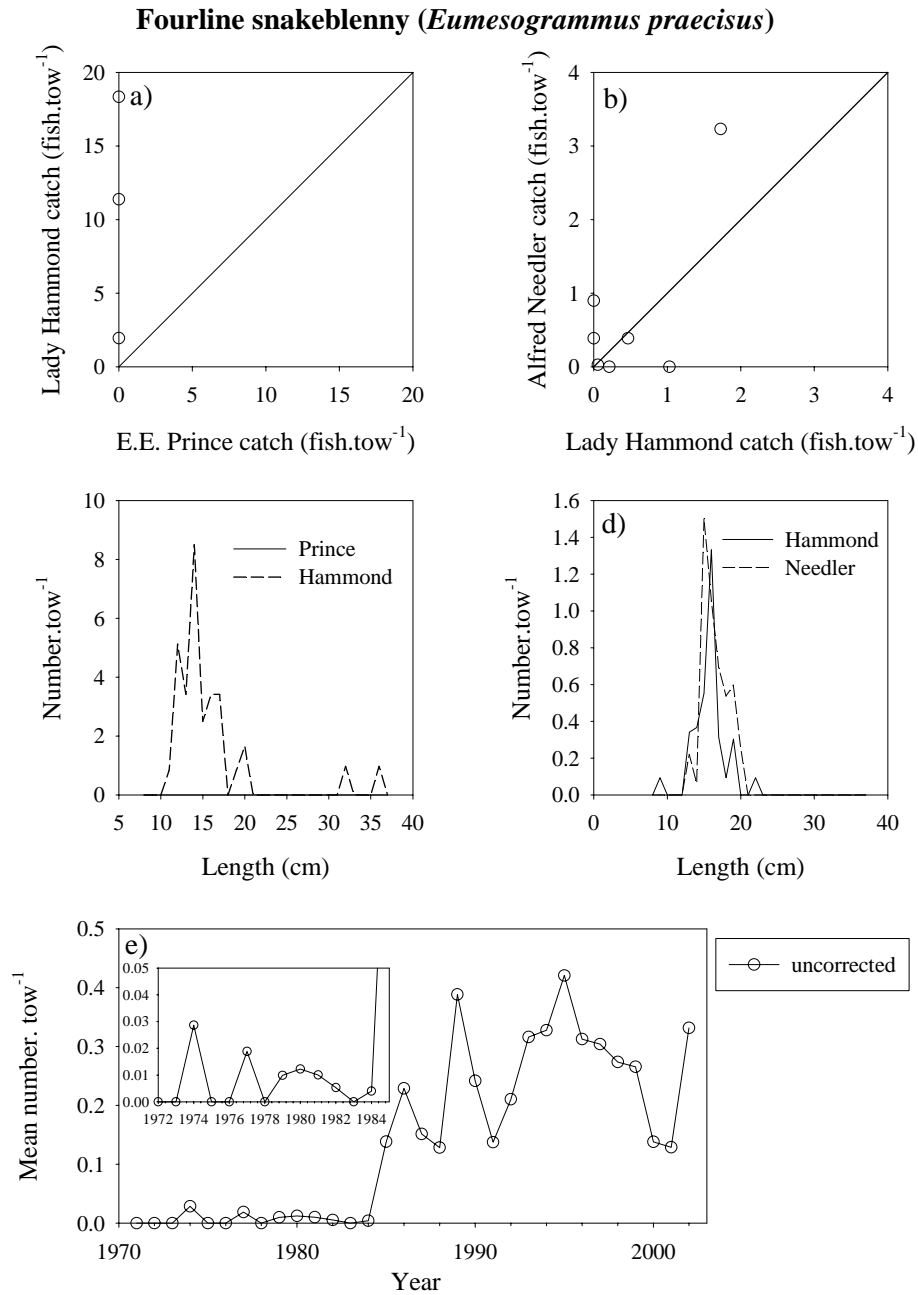 Fourline snakeblenny (Eumesogrammus praecisus)
a)
Lady Hammond catch (fish.tow⁻¹)
20
15
10
5
0
0 5 10 15 20
E.E. Prince catch (fish.tow⁻¹)
b)
Alfred Needler catch (fish.tow⁻¹)
4
3
2
1
0
0 1 2 3 4
Lady Hammond catch (fish.tow⁻¹)
Number.tow⁻¹
10
8
6
4
2
0
Prince
Hammond
5 10 15 20 25 30 35 40
Length (cm)
d)
Number.tow⁻¹
1.6
1.4
1.2
1.0
0.8
0.6
0.4
0.2
0.0
Hammond
Needler
0 10 20 30 40
Length (cm)
e)
Mean number. tow⁻¹
0.5
0.4
0.3
0.2
0.1
0.0
0.05
0.04
0.03
0.02
0.01
0.00
1972 1974 1976 1978 1980 1982 1984
uncorrected
1970 1980 1990 2000
Year